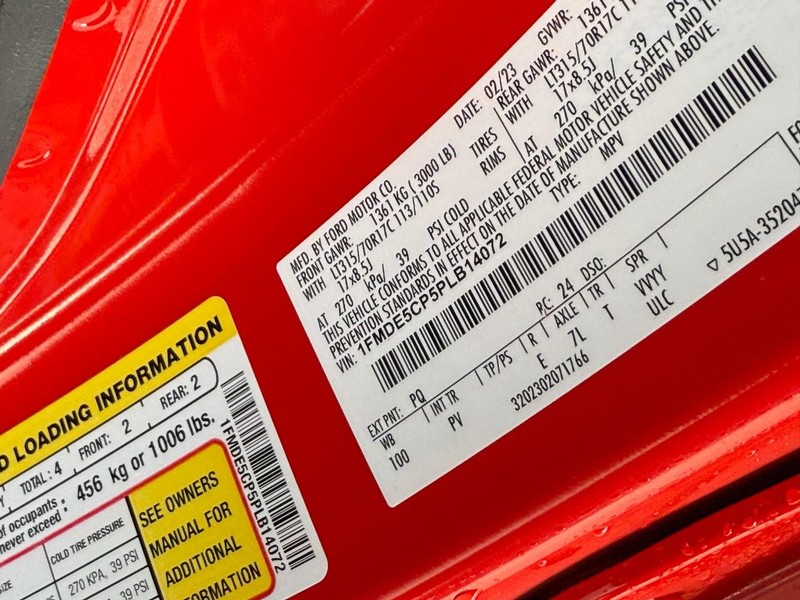 MFD. BY FORD MOTOR CO.
DATE: 02/23
GVWR:
FRONT GAWR: 1361 KG ( 3000 LB)
REAR GAWR: 1361
WITH LT315/70R17C 113/110S
TIRES
WITH LT315/70R17C 11
17x8.5J
RIMS
17x8.5J
AT 270 kPa/ 39 PSI COLD
AT 270 kPa/ 39 PSI
THIS VEHICLE CONFORMS TO ALL APPLICABLE FEDERAL MOTOR VEHICLE SAFETY AND
PREVENTION STANDARDS IN EFFECT ON THE DATE OF MANUFACTURE SHOWN ABOVE.
VIN: 1FMDE5CP5PLB14072
TYPE: MPV
EXT PNT: PQ
RC: 24 DSO:
WB INT TR TP/PS R AXLE TR SPR
100 PV E 7L T VVYY
3202302071766
ULC
5U5A-35204
LOADING INFORMATION
TOTAL: 4 FRONT: 2 REAR: 2
of occupants
never exceed 456 kg or 1006 lbs.
COLD TIRE PRESSURE
270 KPA, 39 PSI
39 PSI
SEE OWNERS
MANUAL FOR
ADDITIONAL
1FMDE5CP5PLB14072